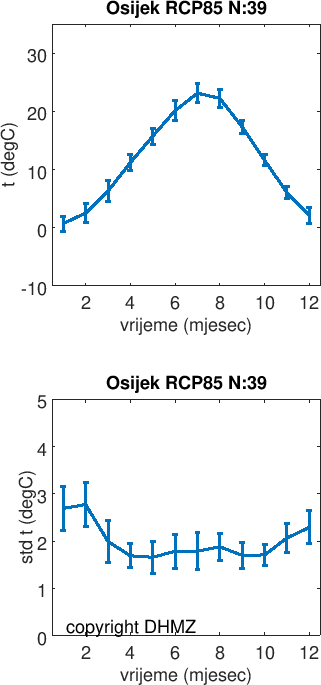 Osijek RCP85 N:39
30
20
10
0
-10
t (degC)
2 4 6 8 10 12
vrijeme (mjesec)
Osijek RCP85 N:39
5
4
3
2
1
0
std t (degC)
copyright DHMZ
2 4 6 8 10 12
vrijeme (mjesec)